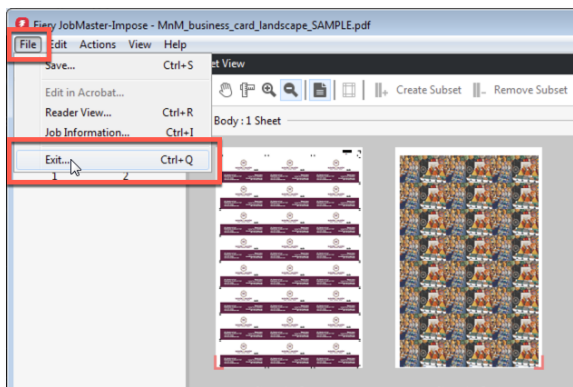 Fiery JobMaster-Impose - MnM_business_card_landscape_SAMPLE.pdf
File Edit Actions View Help
Save... Ctrl+S
Edit in Acrobat...
Reader View... Ctrl+R
Job Information... Ctrl+I
Exit... Ctrl+Q
1 2
et View
Create Subset Remove Subset
Body : 1 Sheet